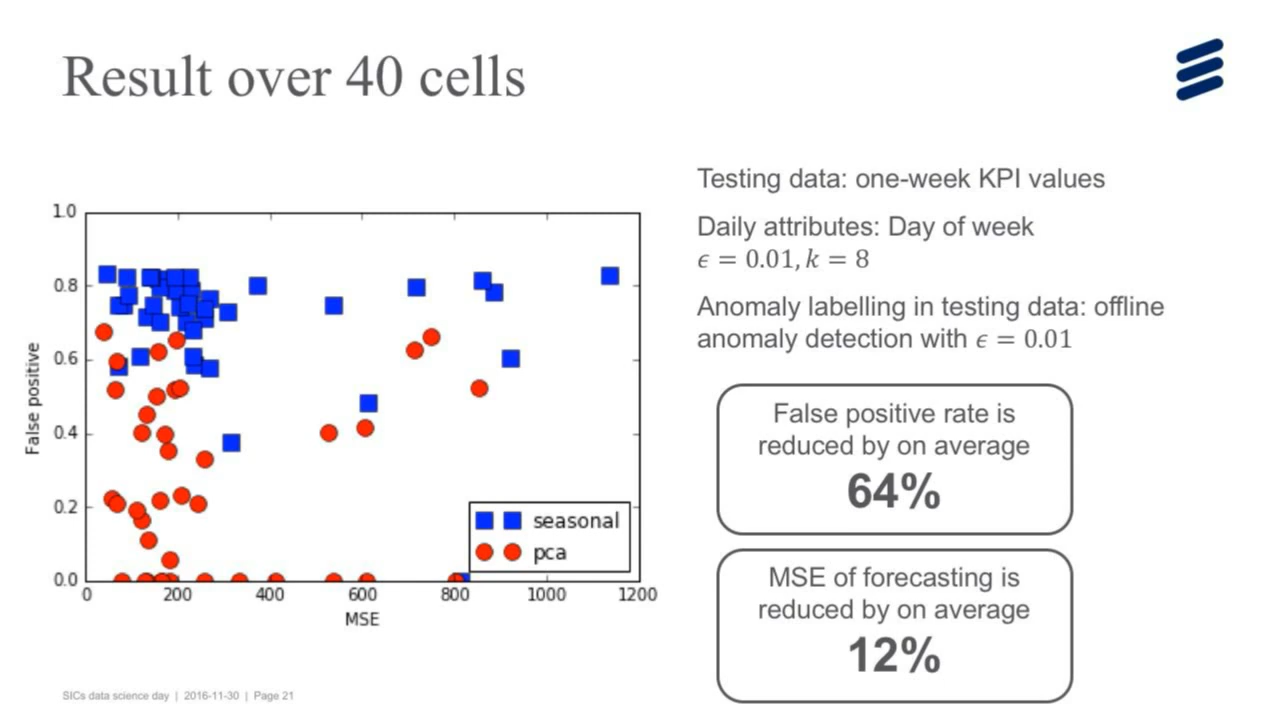 Result over 40 cells
Testing data: one-week KPI values
Daily attributes: Day of week
ϵ = 0.01, k = 8
Anomaly labelling in testing data: offline
anomaly detection with ϵ = 0.01
1.0
0.8
0.6
0.4
0.2
0.0
False positive
0
200
400
600
800
1000
1200
MSE
seasonal
pca
False positive rate is
reduced by on average
64%
MSE of forecasting is
reduced by on average
12%
SICs data science day | 2016-11-30 | Page 21